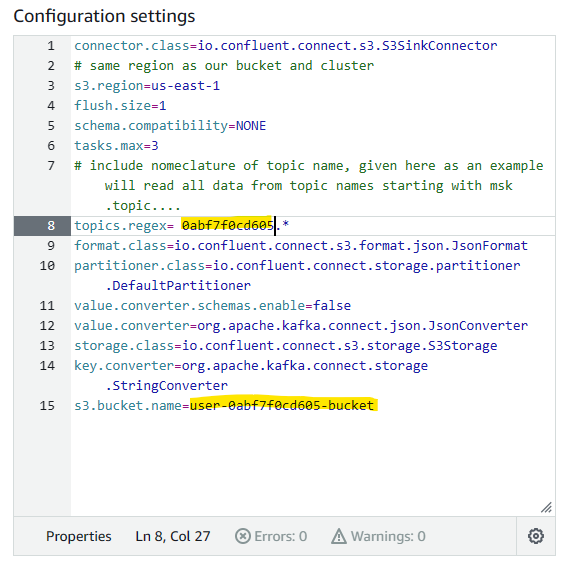 Configuration settings
1 connector.class=io.confluent.connect.s3.S3SinkConnector
2 # same region as our bucket and cluster
3 s3.region=us-east-1
4 flush.size=1
5 schema.compatibility=NONE
6 tasks.max=3
7 # include nomeclature of topic name, given here as an example
will read all data from topic names starting with msk
.topic....
8 topics.regex= 0abf7f0cd605.*
9 format.class=io.confluent.connect.s3.format.json.JsonFormat
10 partitioner.class=io.confluent.connect.storage.partitioner
.DefaultPartitioner
11 value.converter.schemas.enable=false
12 value.converter=org.apache.kafka.connect.json.JsonConverter
13 storage.class=io.confluent.connect.s3.storage.S3Storage
14 key.converter=org.apache.kafka.connect.storage
.StringConverter
15 s3.bucket.name=user-0abf7f0cd605-bucket
Properties Ln 8, Col 27 Errors: 0 Warnings: 0